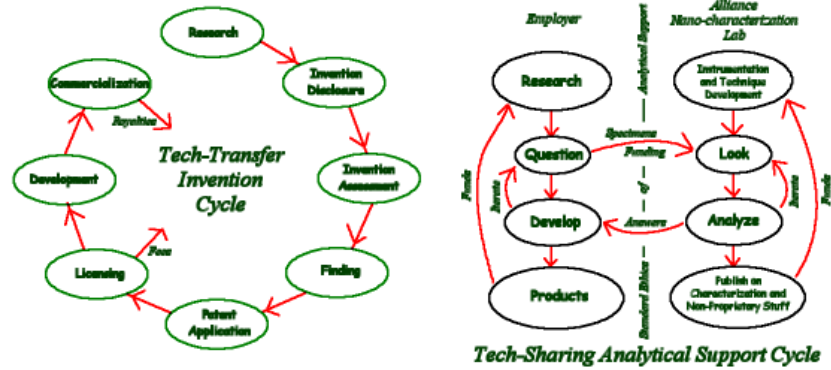 Research
Invention
Disclosure
Invention
Assessment
Finding
Patent
Application
Licensing
Fees
Development
Commercialization
Royalties
Tech-Transfer
Invention
Cycle
Employer
Alliance
Nano-characterization
Lab
Standard Ethics — of — Analytical Support
Research
Question
Develop
Products
Funds
Iterate
Specimens
Funding
Answers
Instrumentation
and Technique
Development
Look
Analyze
Publish on
Characterization and
Non-Proprietary Stuff
Iterate
Funds
Tech-Sharing Analytical Support Cycle